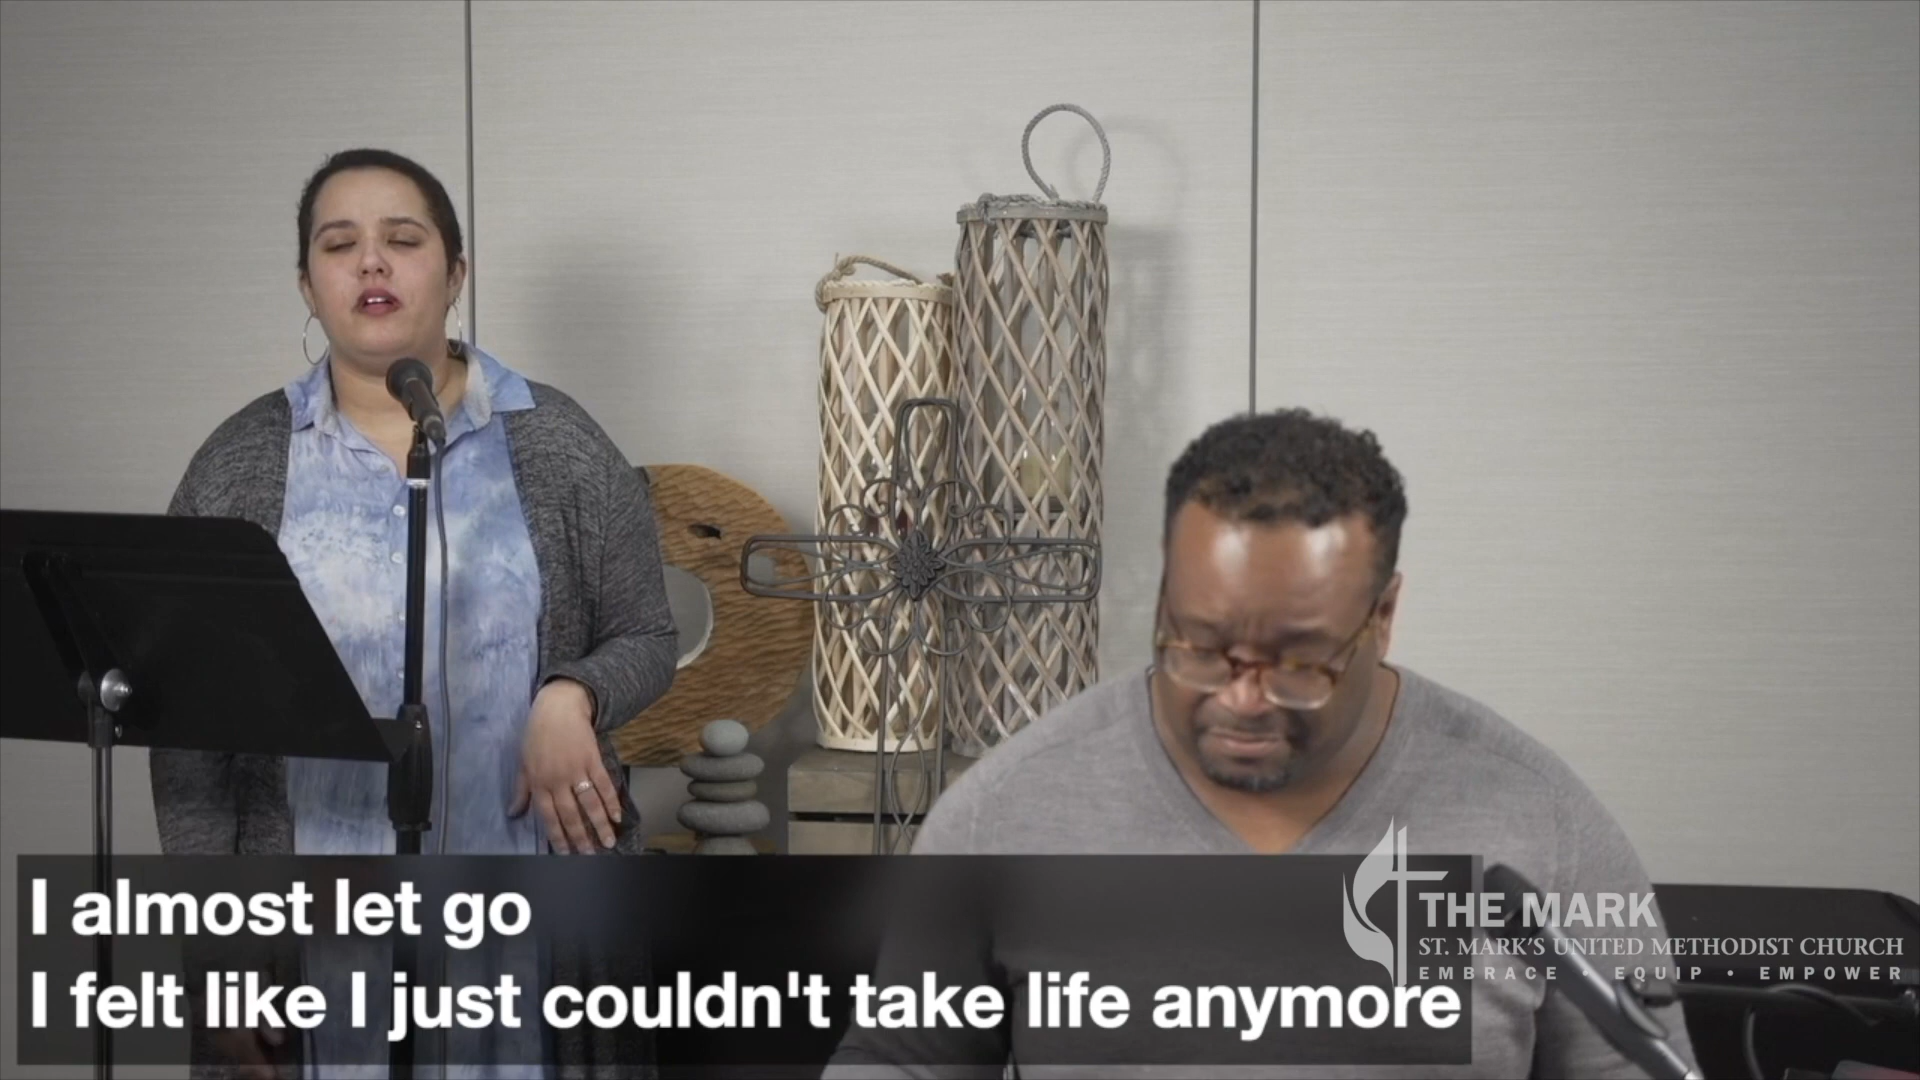 I almost let go
I felt like I just couldn't take life anymore
THE MARK
ST. MARK'S UNITED METHODIST CHURCH
EMBRACE • EQUIP • EMPOWER